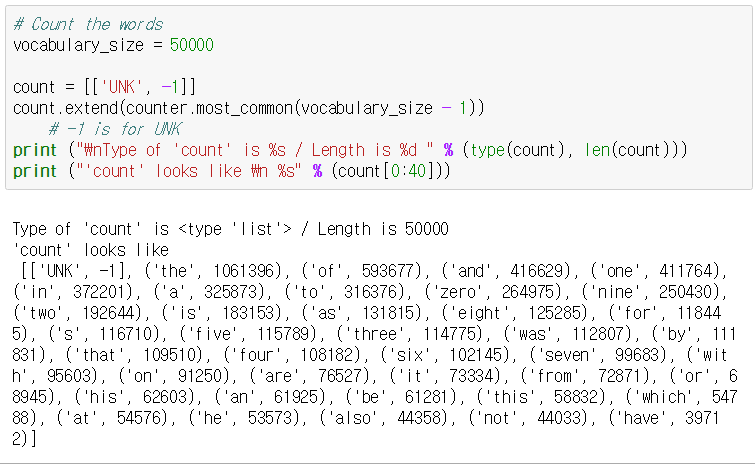 # Count the words
vocabulary_size = 50000
count = [['UNK', -1]]
count.extend(counter.most_common(vocabulary_size - 1))
# -1 is for UNK
print ("₩nType of 'count' is %s / Length is %d " % (type(count), len(count)))
print ("'count' looks like ₩n %s" % (count[0:40]))
Type of 'count' is <type 'list'> / Length is 50000
'count' looks like
[['UNK', -1], ('the', 1061396), ('of', 593677), ('and', 416629), ('one', 411764),
('in', 372201), ('a', 325873), ('to', 316376), ('zero', 264975), ('nine', 250430),
('two', 192644), ('is', 183153), ('as', 131815), ('eight', 125285), ('for', 11844
5), ('s', 116710), ('five', 115789), ('three', 114775), ('was', 112807), ('by', 111
831), ('that', 109510), ('four', 108182), ('six', 102145), ('seven', 99683), ('wit
h', 95603), ('on', 91250), ('are', 76527), ('it', 73334), ('from', 72871), ('or', 6
8945), ('his', 62603), ('an', 61925), ('be', 61281), ('this', 58832), ('which', 547
88), ('at', 54576), ('he', 53573), ('also', 44358), ('not', 44033), ('have', 3971
2)]